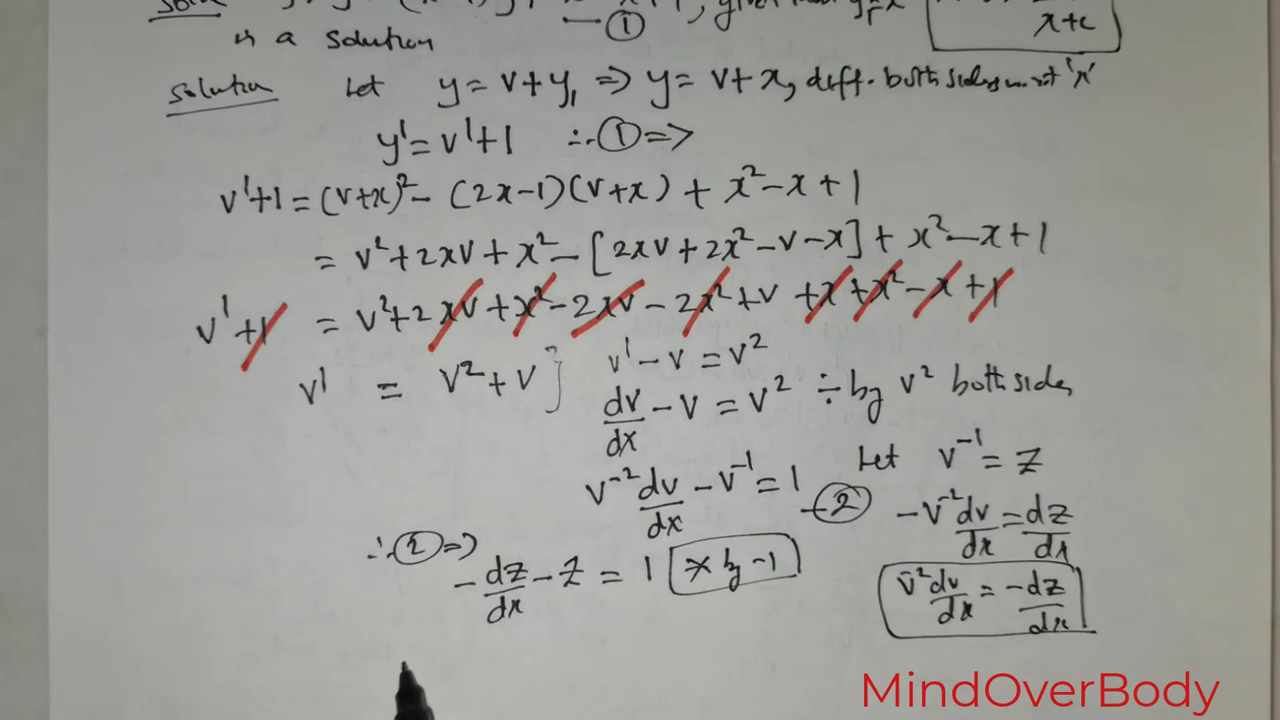 x+c
①
is a solution
solution Let y = v+y₁ => y = v+x, diff. both sides w.r.t 'x'
y' = v'+1 ∴ ① =>
v'+1 = (v+x)² - (2x-1)(v+x) + x²-x+1
= v²+2xv+x² - [2xv+2x²-v-x] + x²-x+1
v'+1 = v²+2xv+x²-2xv-2x²+v+x+x²-x+1
v' = v²+v} v'-v = v²
dv/dx - v = v² ÷ by v² both sides
v⁻² dv/dx - v⁻¹ = 1 — ② Let v⁻¹ = z
-v⁻² dv/dx = dz/dx
∴ ② => -dz/dx - z = 1 × by -1
v⁻² dv/dx = -dz/dx
MindOverBody